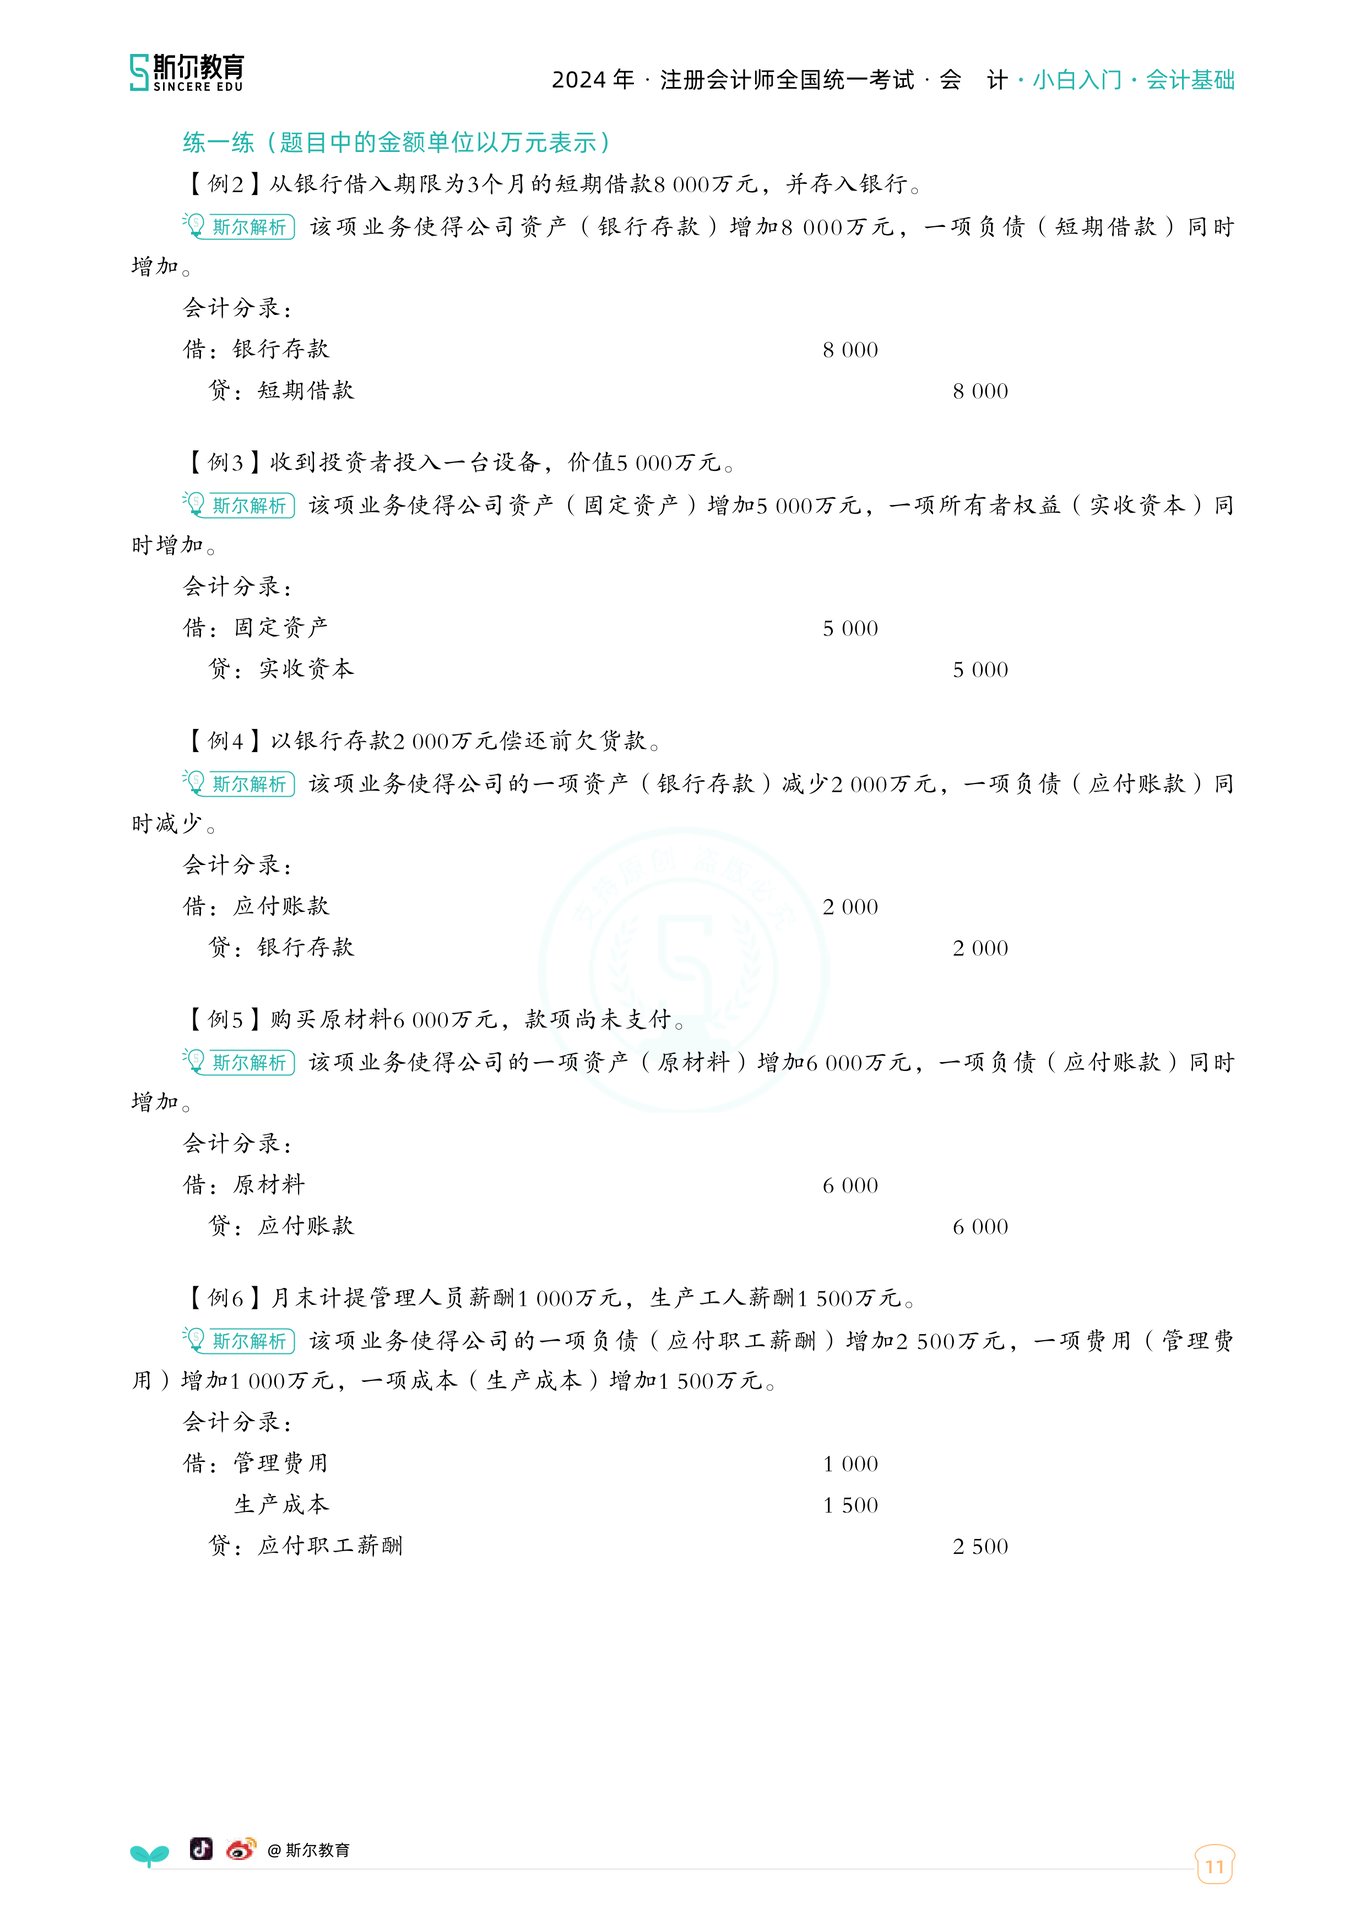 斯尔教育
SINCERE EDU
2024 年 · 注册会计师全国统一考试 · 会 计 · 小白入门 · 会计基础
练一练（题目中的金额单位以万元表示）
【例2】从银行借入期限为3个月的短期借款8 000万元，并存入银行。
斯尔解析 该项业务使得公司资产（银行存款）增加8 000万元，一项负债（短期借款）同时
增加。
会计分录：
借：银行存款 8 000
贷：短期借款 8 000
【例3】收到投资者投入一台设备，价值5 000万元。
斯尔解析 该项业务使得公司资产（固定资产）增加5 000万元，一项所有者权益（实收资本）同
时增加。
会计分录：
借：固定资产 5 000
贷：实收资本 5 000
【例4】以银行存款2 000万元偿还前欠货款。
斯尔解析 该项业务使得公司的一项资产（银行存款）减少2 000万元，一项负债（应付账款）同
时减少。
会计分录：
借：应付账款 2 000
贷：银行存款 2 000
【例5】购买原材料6 000万元，款项尚未支付。
斯尔解析 该项业务使得公司的一项资产（原材料）增加6 000万元，一项负债（应付账款）同时
增加。
会计分录：
借：原材料 6 000
贷：应付账款 6 000
【例6】月末计提管理人员薪酬1 000万元，生产工人薪酬1 500万元。
斯尔解析 该项业务使得公司的一项负债（应付职工薪酬）增加2 500万元，一项费用（管理费
用）增加1 000万元，一项成本（生产成本）增加1 500万元。
会计分录：
借：管理费用 1 000
生产成本 1 500
贷：应付职工薪酬 2 500
支持原创 盗版必究
@ 斯尔教育
11